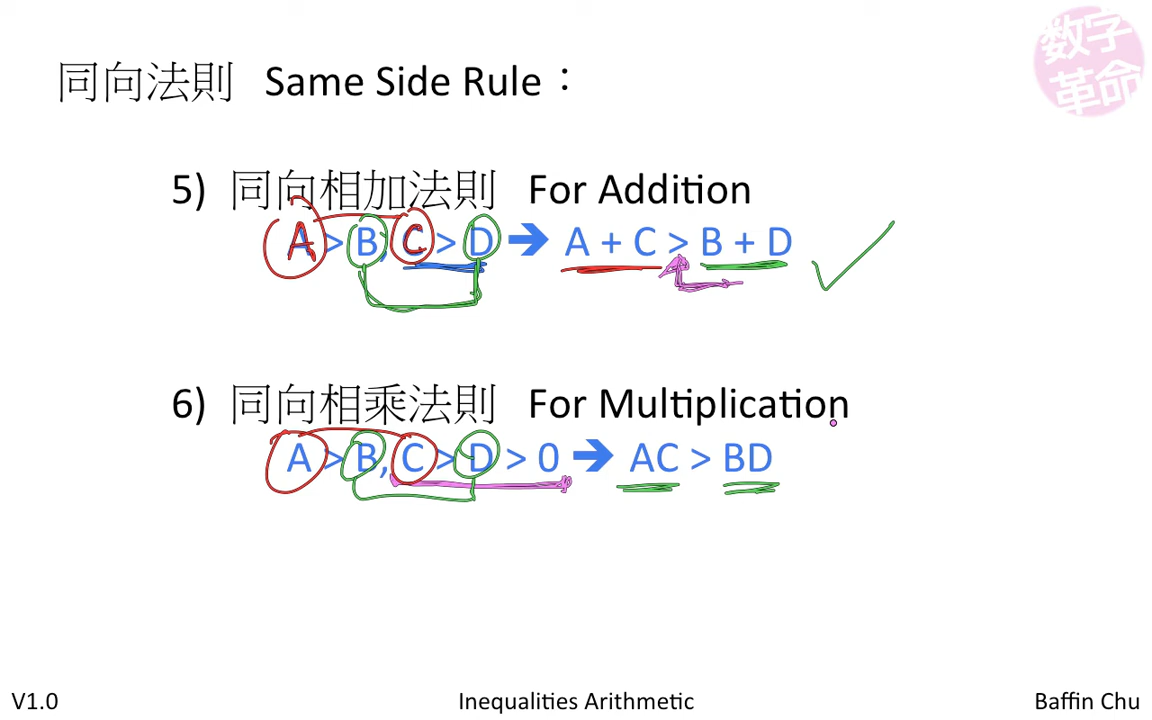 数字
革命
同向法則 Same Side Rule：
5) 同向相加法則 For Addition
A > B, C > D ➔ A + C > B + D
6) 同向相乘法則 For Multiplication
A > B, C > D > 0 ➔ AC > BD
V1.0 Inequalities Arithmetic Baffin Chu